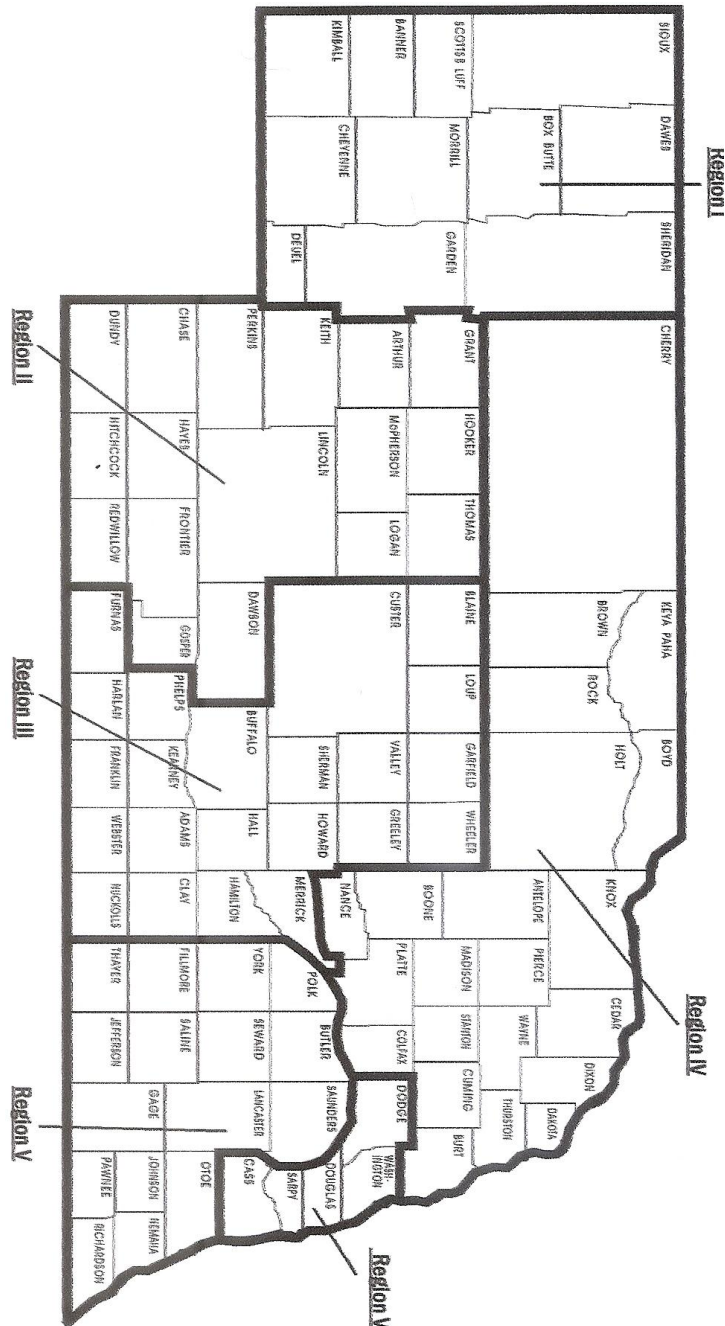 Region I
Region IV
SIOUX
DAWES
SHERIDAN
CHERRY
KEYA PAHA
BOYD
BROWN
ROCK
HOLT
KNOX
CEDAR
DIXON
DAKOTA
SCOTTSB LUFF
BOX BUTTE
BANNER
MORRILL
GARDEN
KIMBALL
CHEYENNE
DEUEL
GRANT
HOOKER
THOMAS
BLAINE
LOUP
GARFIELD
WHEELER
ANTELOPE
PIERCE
WAYNE
THURSTON
ARTHUR
McPHERSON
LOGAN
CUSTER
VALLEY
GREELEY
BOONE
MADISON
STANTON
CUMING
BURT
KEITH
LINCOLN
SHERMAN
HOWARD
NANCE
PLATTE
COLFAX
DODGE
WASH-
INGTON
PERKINS
DAWSON
BUFFALO
HALL
MERRICK
POLK
BUTLER
SAUNDERS
DOUGLAS
SARPY
CHASE
HAYES
FRONTIER
GOSPER
PHELPS
KEARNEY
ADAMS
HAMILTON
CLAY
YORK
SEWARD
LANCASTER
CASS
OTOE
DUNDY
HITCHCOCK
REDWILLOW
FURNAS
HARLAN
FRANKLIN
WEBSTER
NUCKOLLS
FILLMORE
SALINE
THAYER
JEFFERSON
GAGE
JOHNSON
NEMAHA
PAWNEE
RICHARDSON
Region II
Region III
Region V